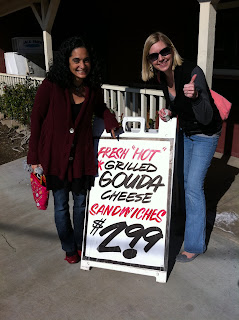 FRESH "HOT"
*GRILLED
GOUDA
CHEESE
SANDWICHES
$2.99